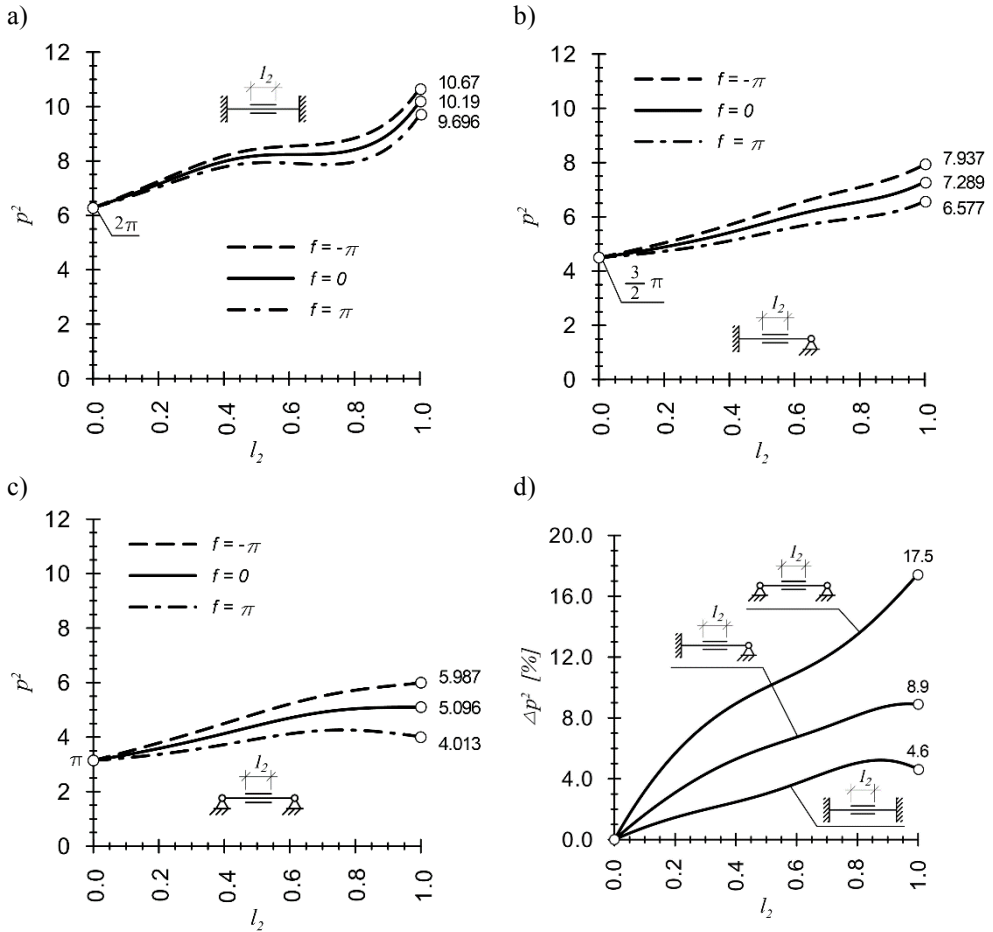 a)
12
10
8
6
4
2
0
p²
l₂
10.67
10.19
9.696
2π
f = -π
f = 0
f = π
0.0
0.2
0.4
0.6
0.8
1.0
l₂
b)
12
10
8
6
4
2
0
p²
f = -π
f = 0
f = π
7.937
7.289
6.577
3/2 π
l₂
0.0
0.2
0.4
0.6
0.8
1.0
l₂
c)
12
10
8
6
4
π
2
0
p²
f = -π
f = 0
f = π
5.987
5.096
4.013
l₂
0.0
0.2
0.4
0.6
0.8
1.0
l₂
d)
20.0
16.0
12.0
8.0
4.0
0.0
Δp² [%]
17.5
l₂
l₂
8.9
4.6
l₂
0.0
0.2
0.4
0.6
0.8
1.0
l₂